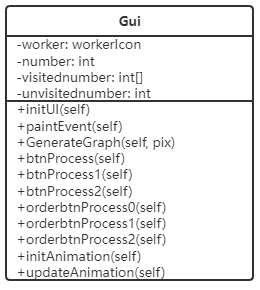 Gui
-worker: workerIcon
-number: int
-visitednumber: int[]
-unvisitednumber: int
+initUI(self)
+paintEvent(self)
+GenerateGraph(self, pix)
+btnProcess(self)
+btnProcess1(self)
+btnProcess2(self)
+orderbtnProcess0(self)
+orderbtnProcess1(self)
+orderbtnProcess2(self)
+initAnimation(self)
+updateAnimation(self)